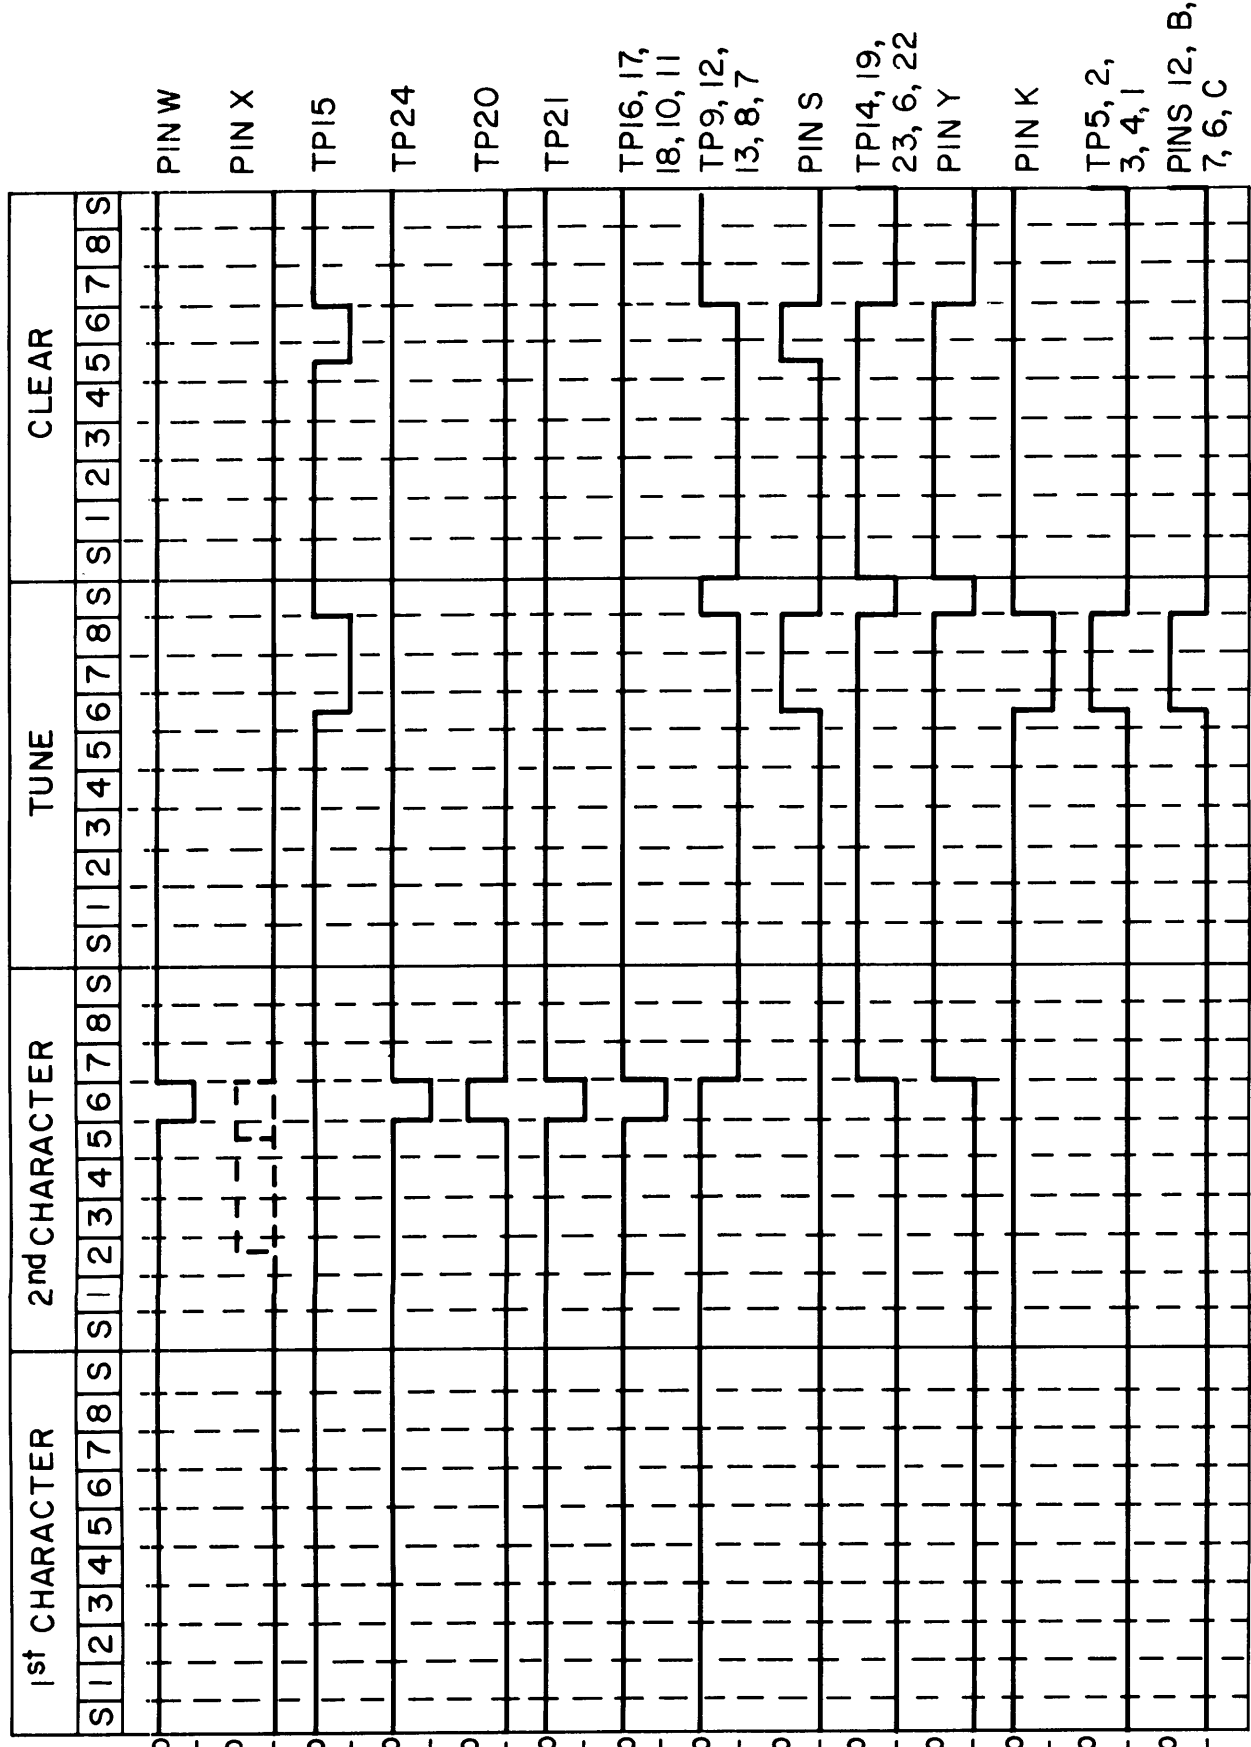 1st CHARACTER
2nd CHARACTER
TUNE
CLEAR
S 1 2 3 4 5 6 7 8 S
S 1 2 3 4 5 6 7 8 S
S 1 2 3 4 5 6 7 8 S
S 1 2 3 4 5 6 7 8 S
PIN W
PIN X
TP15
TP24
TP20
TP21
TP16, 17,
18, 10, 11
TP9, 12,
13, 8, 7
PIN S
TP14, 19,
23, 6, 22
PIN Y
PIN K
TP5, 2,
3, 4, 1
PINS 12, B,
7, 6, C